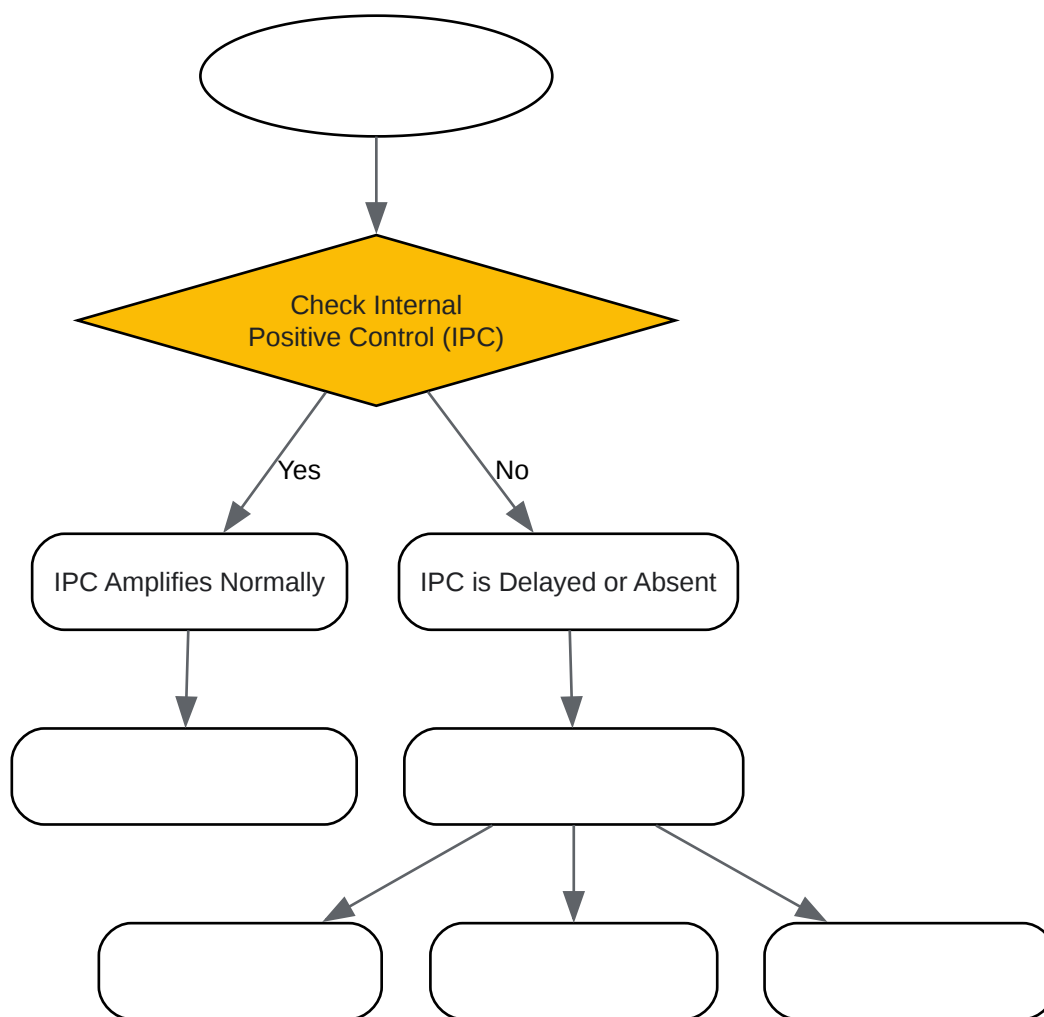 Check Internal
Positive Control (IPC)
Yes
No
IPC Amplifies Normally
IPC is Delayed or Absent